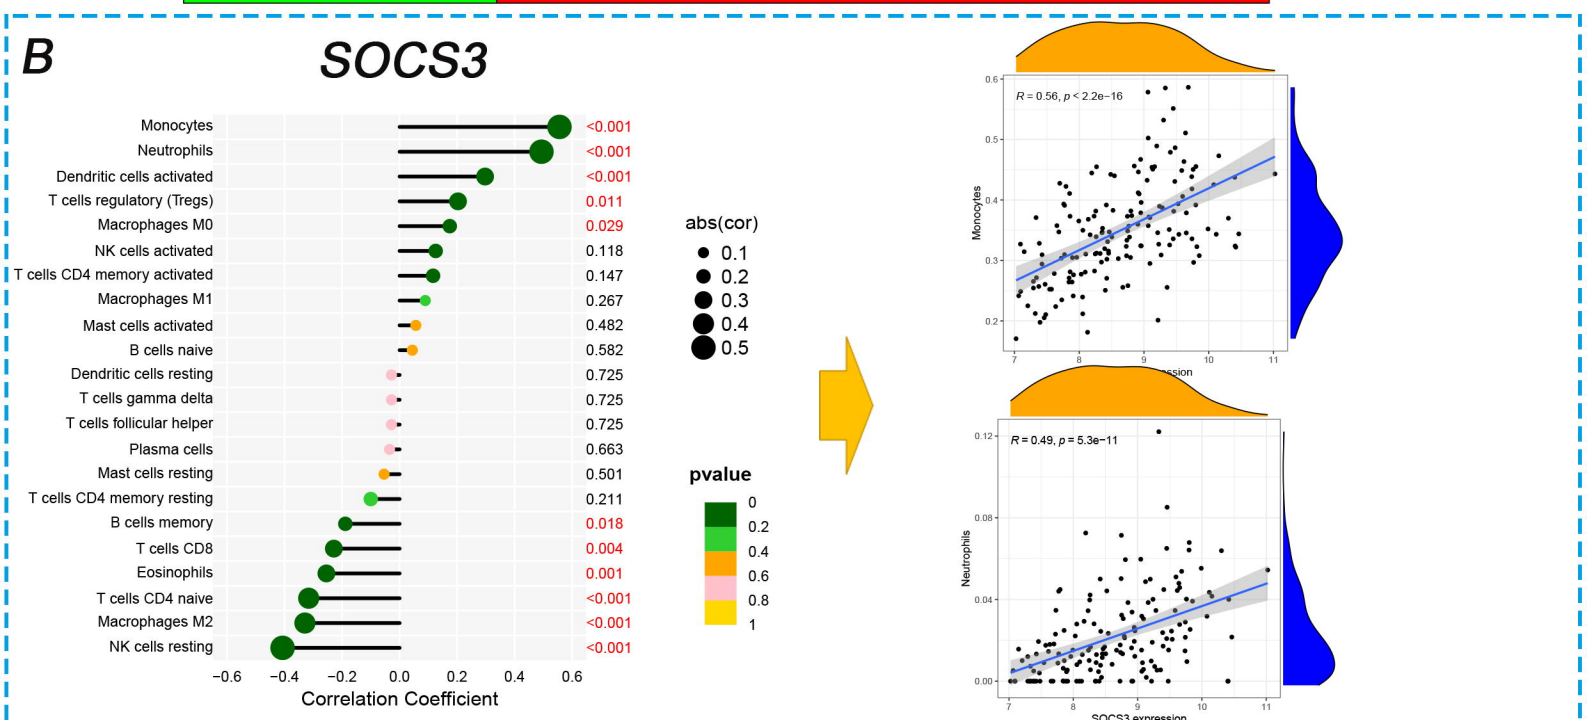 B
SOCS3
Monocytes <0.001
Neutrophils <0.001
Dendritic cells activated <0.001
T cells regulatory (Tregs) 0.011
Macrophages M0 0.029
NK cells activated 0.118
T cells CD4 memory activated 0.147
Macrophages M1 0.267
Mast cells activated 0.482
B cells naive 0.582
Dendritic cells resting 0.725
T cells gamma delta 0.725
T cells follicular helper 0.725
Plasma cells 0.663
Mast cells resting 0.501
T cells CD4 memory resting 0.211
B cells memory 0.018
T cells CD8 0.004
Eosinophils 0.001
T cells CD4 naive <0.001
Macrophages M2 <0.001
NK cells resting <0.001
−0.6 −0.4 −0.2 0.0 0.2 0.4 0.6
Correlation Coefficient
abs(cor)
0.1
0.2
0.3
0.4
0.5
pvalue
0
0.2
0.4
0.6
0.8
1
R = 0.56, p < 2.2e−16
Monocytes
0.6
0.5
0.4
0.3
0.2
7 8 9 10 11
ssion
R = 0.49, p = 5.3e−11
Neutrophils
0.12
0.08
0.04
0.00
7 8 9 10 11
SOCS3 expression